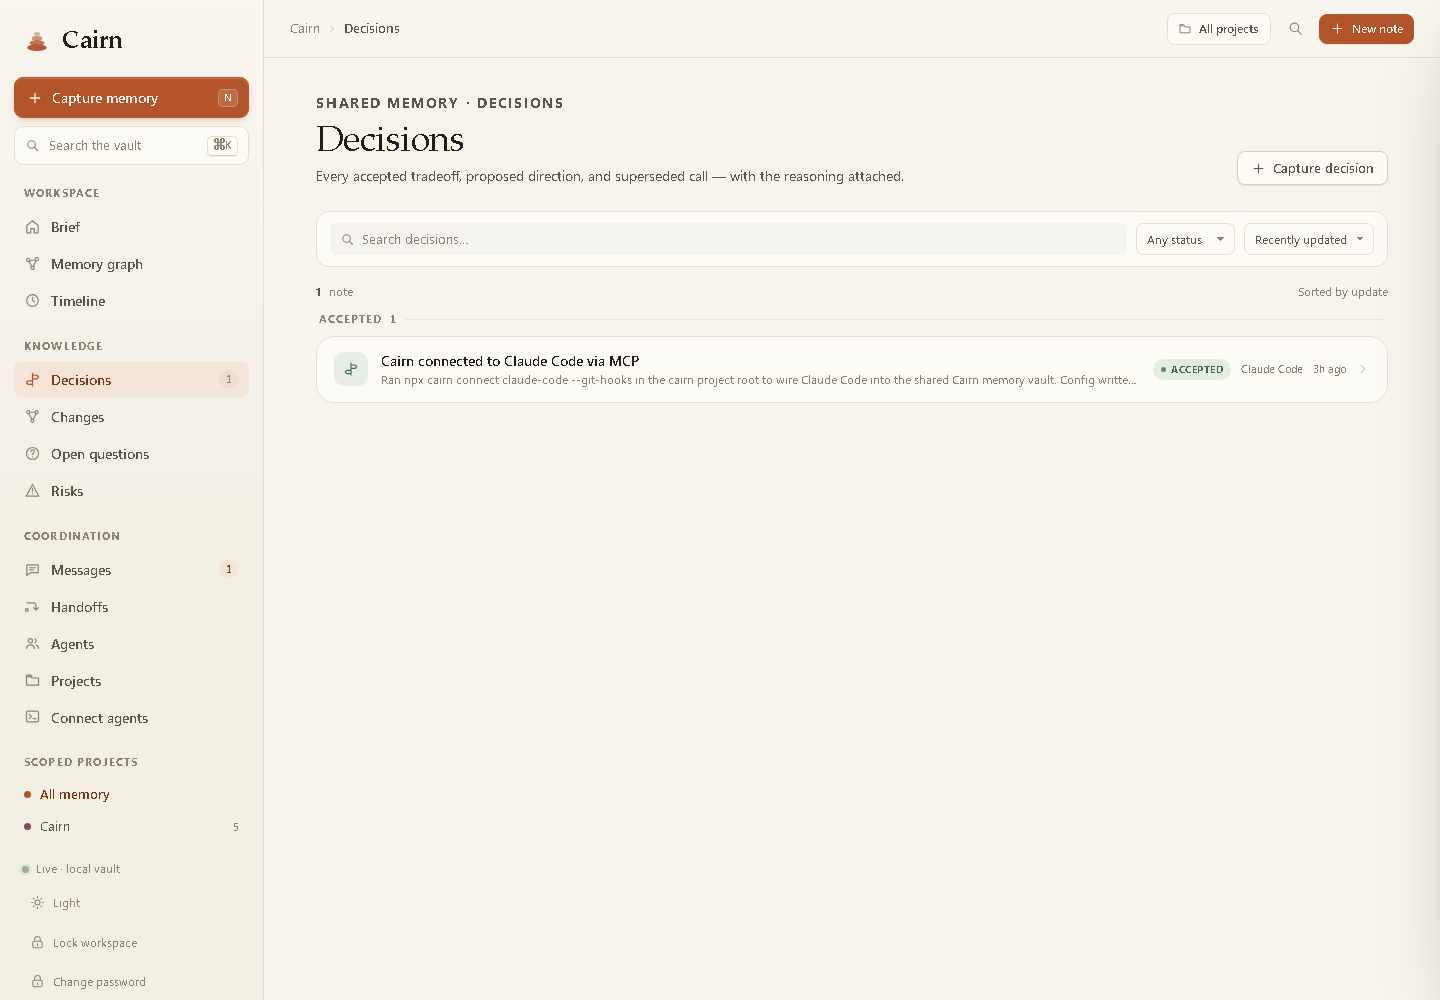 Cairn
Capture memory N
Search the vault ⌘K
WORKSPACE
Brief
Memory graph
Timeline
KNOWLEDGE
Decisions 1
Changes
Open questions
Risks
COORDINATION
Messages 1
Handoffs
Agents
Projects
Connect agents
SCOPED PROJECTS
All memory
Cairn 5
Live · local vault
Light
Lock workspace
Change password
Cairn › Decisions
All projects
+ New note
SHARED MEMORY · DECISIONS
Decisions
Every accepted tradeoff, proposed direction, and superseded call — with the reasoning attached.
+ Capture decision
Search decisions...
Any status
Recently updated
1 note
Sorted by update
ACCEPTED 1
Cairn connected to Claude Code via MCP
Ran npx cairn connect claude-code --git-hooks in the cairn project root to wire Claude Code into the shared Cairn memory vault. Config writte...
ACCEPTED Claude Code 3h ago